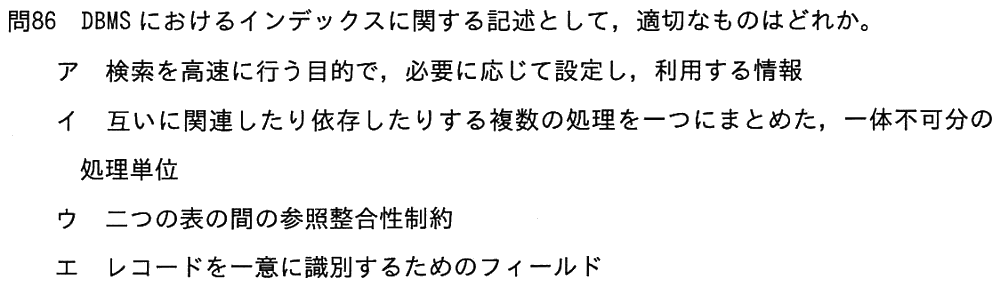 問86 DBMSにおけるインデックスに関する記述として，適切なものはどれか。
ア 検索を高速に行う目的で，必要に応じて設定し，利用する情報
イ 互いに関連したり依存したりする複数の処理を一つにまとめた，一体不可分の
処理単位
ウ 二つの表の間の参照整合性制約
エ レコードを一意に識別するためのフィールド